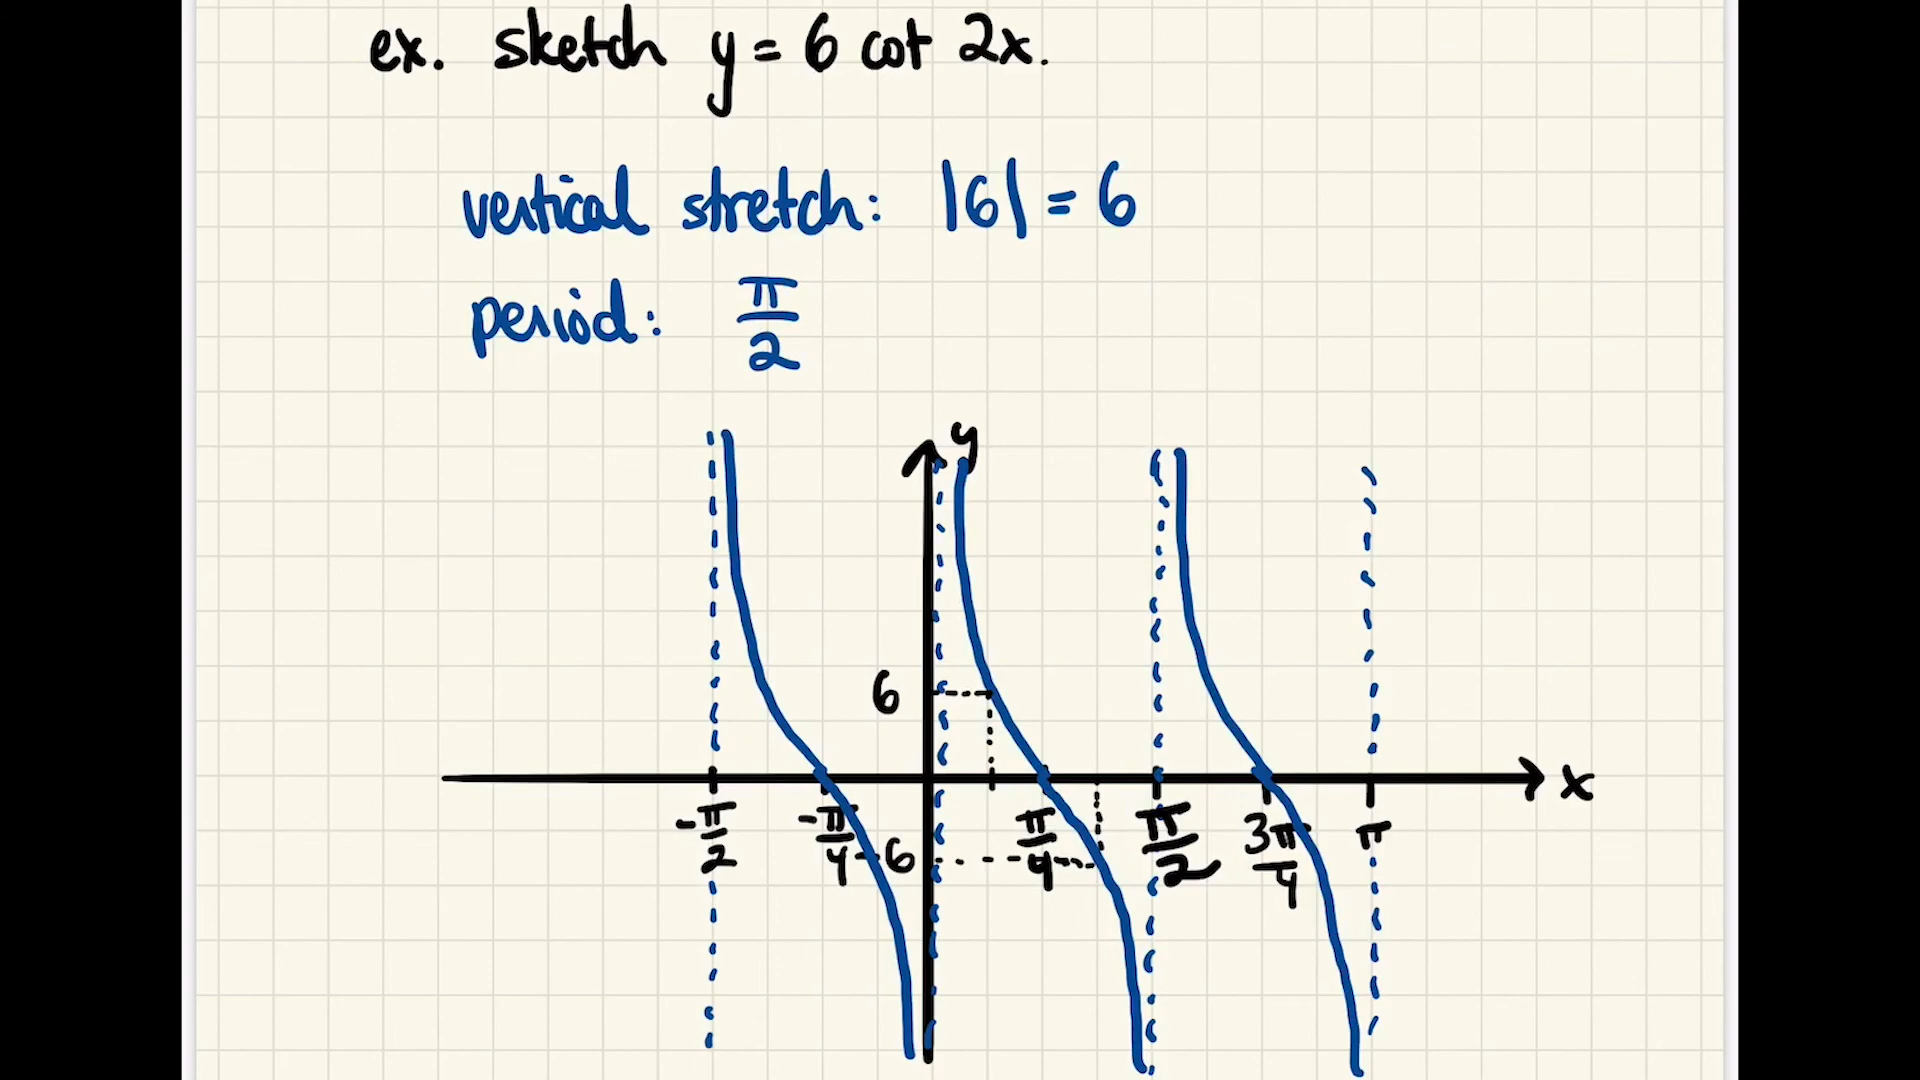 ex. sketch y = 6 cot 2x.
vertical stretch: |6| = 6
period: π/2
y
6
x
-π/2 -π/4 -6 π/4 π/2 3π/4 π